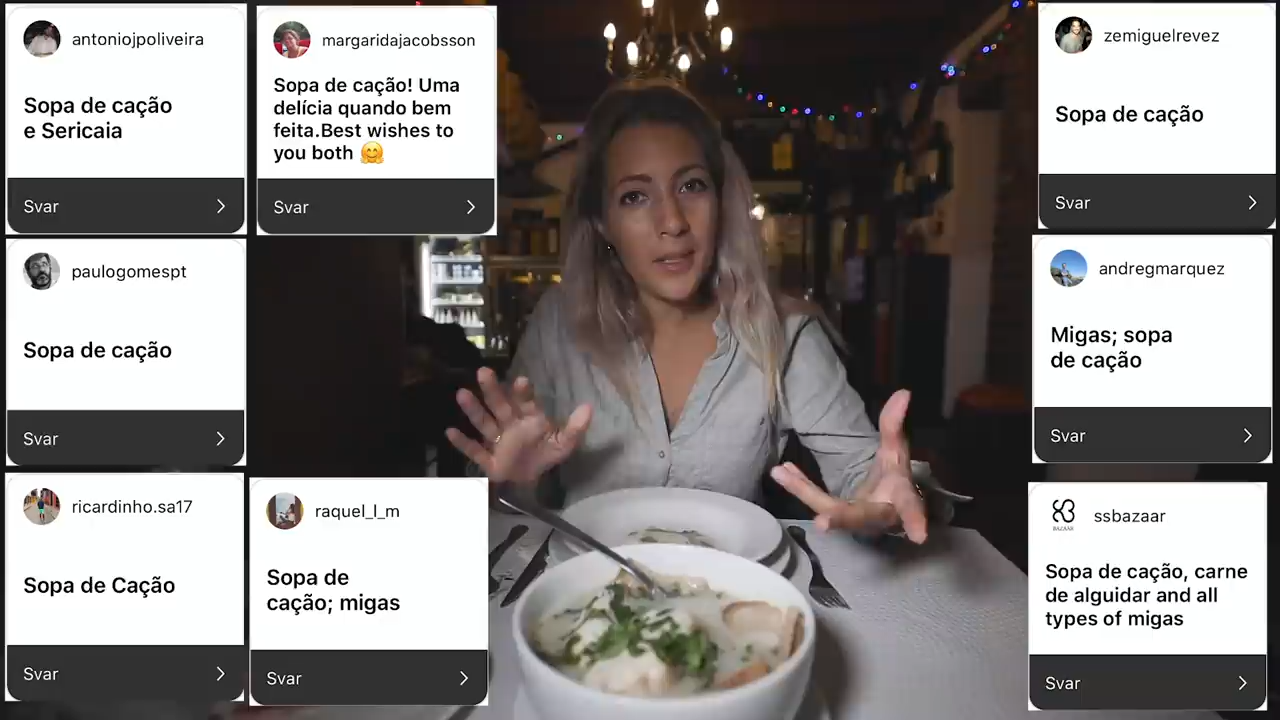 antoniojpoliveira
Sopa de cação
e Sericaia
Svar
margaridajacobsson
Sopa de cação! Uma
delícia quando bem
feita.Best wishes to
you both 🤗
Svar
zemiguelrevez
Sopa de cação
Svar
paulogomespt
Sopa de cação
Svar
andregmarquez
Migas; sopa
de cação
Svar
ricardinho.sa17
Sopa de Cação
Svar
raquel_l_m
Sopa de
cação; migas
Svar
BAZAAR
ssbazaar
Sopa de cação, carne
de alguidar and all
types of migas
Svar